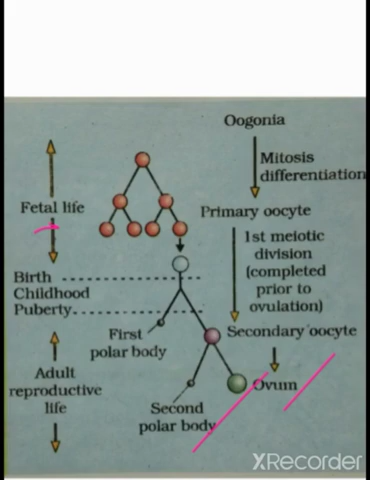 Oogonia
Mitosis
differentiation
Fetal life
Primary oocyte
1st meiotic
division
(completed
prior to
ovulation)
Birth
Childhood
Puberty
First
polar body
Secondary oocyte
Adult
reproductive
life
Ovum
Second
polar body
XRecorder